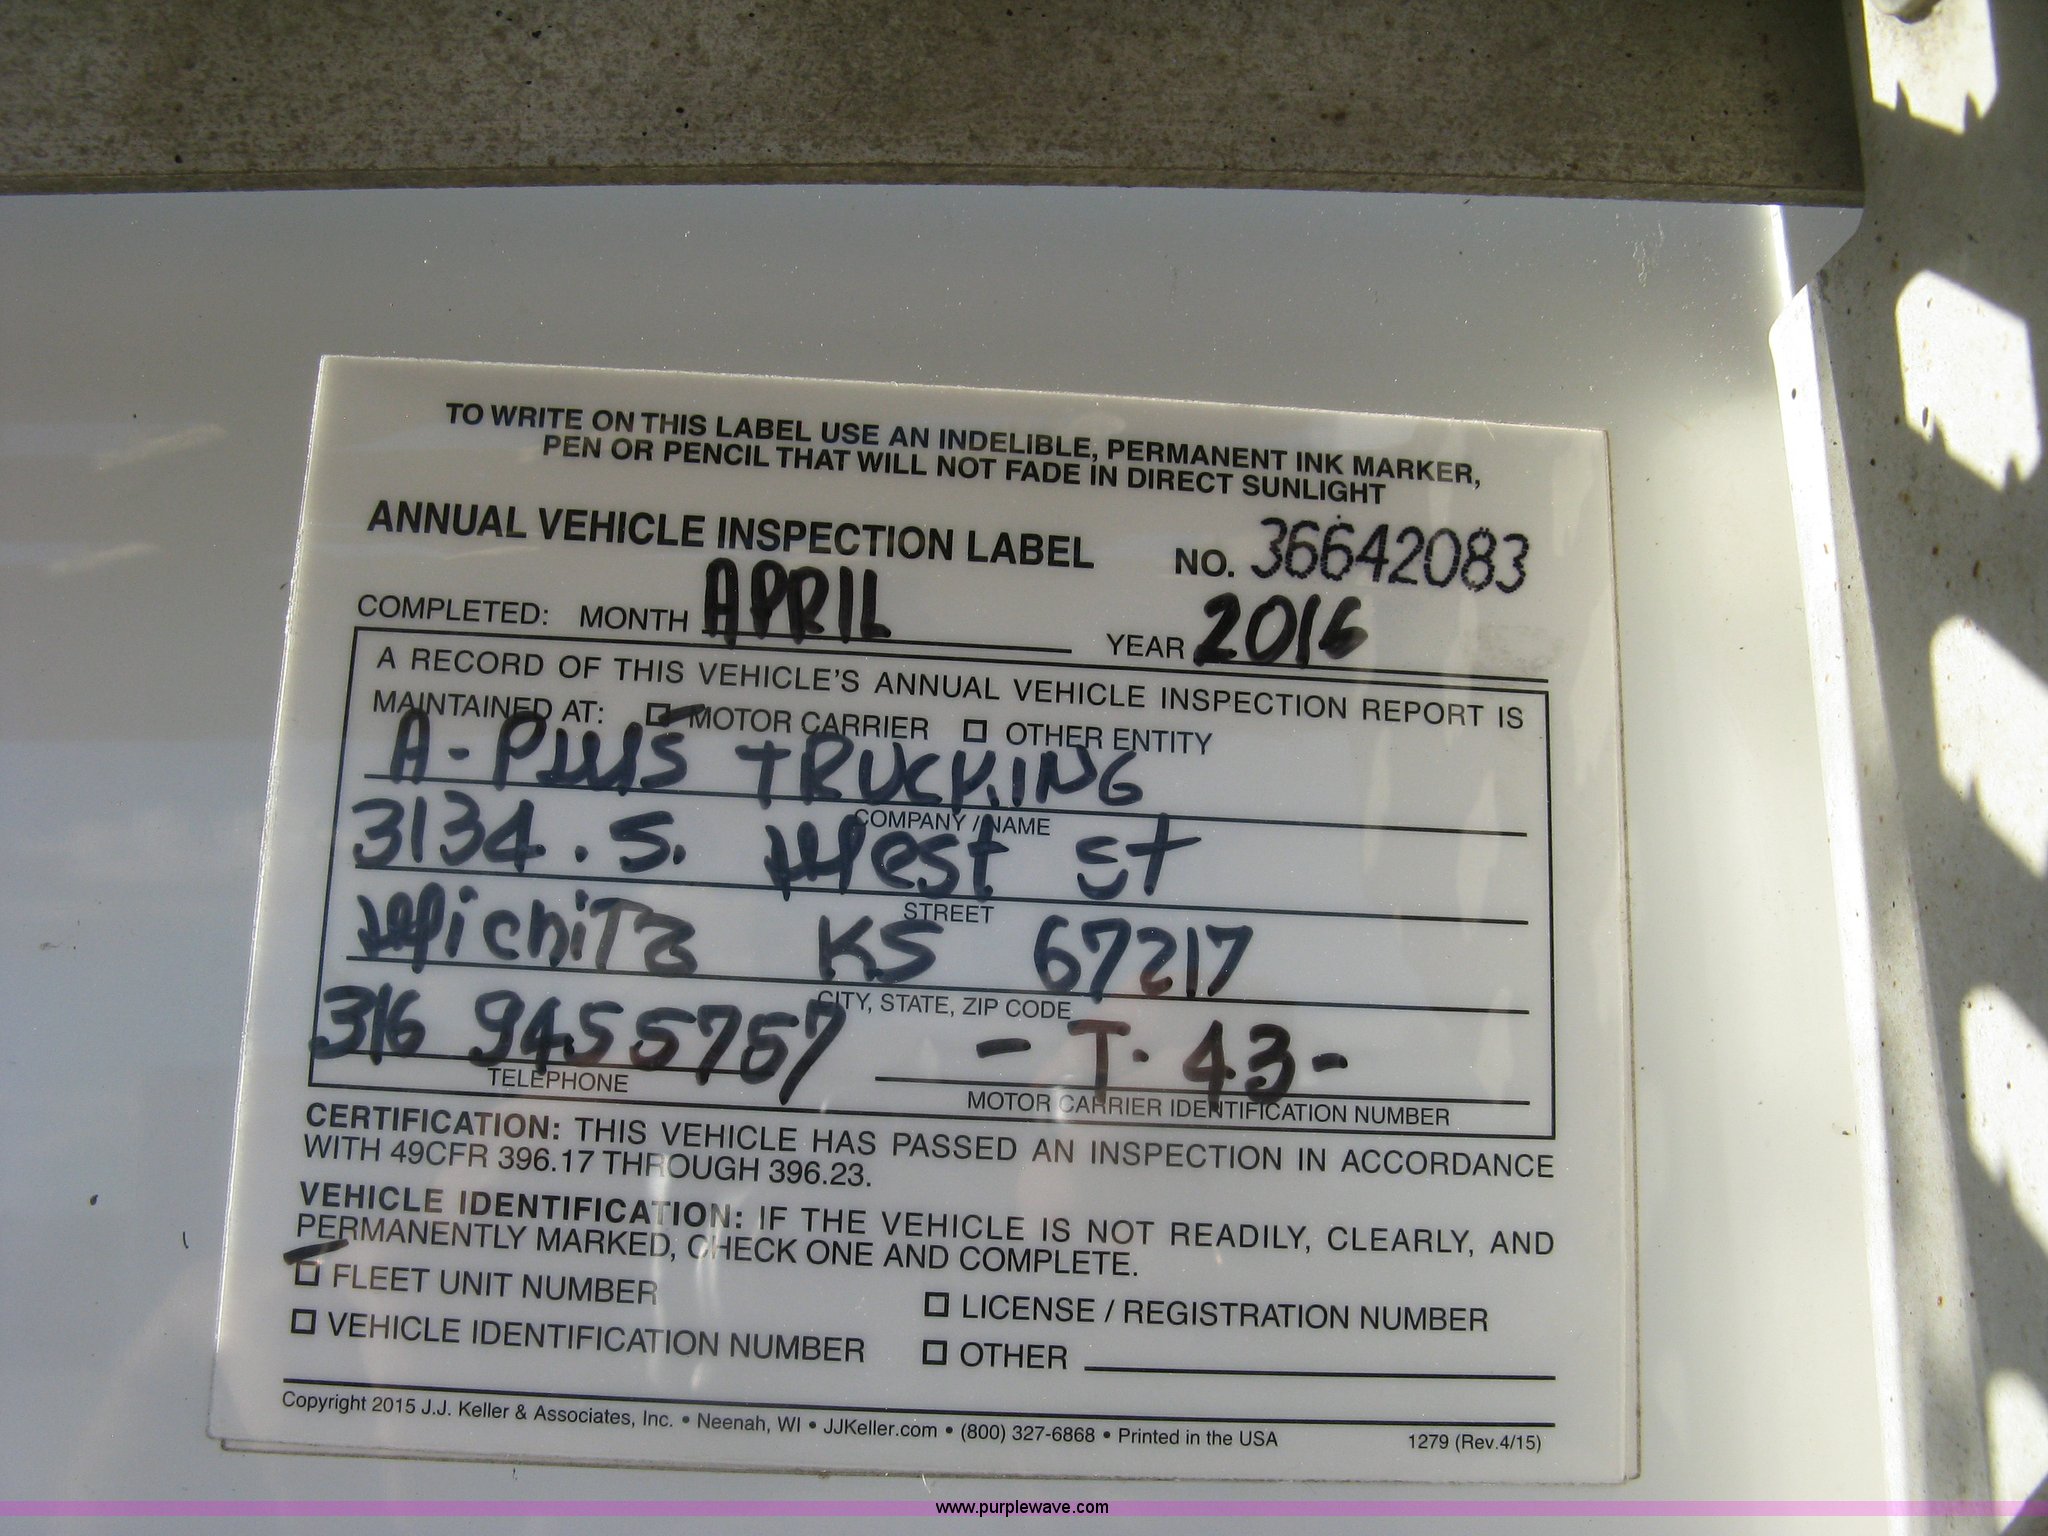 TO WRITE ON THIS LABEL USE AN INDELIBLE, PERMANENT INK MARKER,
PEN OR PENCIL THAT WILL NOT FADE IN DIRECT SUNLIGHT
ANNUAL VEHICLE INSPECTION LABEL NO. 36642083
COMPLETED: MONTH APRIL YEAR 2016
A RECORD OF THIS VEHICLE'S ANNUAL VEHICLE INSPECTION REPORT IS
MAINTAINED AT: MOTOR CARRIER OTHER ENTITY
A-PLUS TRUCKING
COMPANY / NAME
3134. S. West st
STREET
Wichita KS 67217
CITY, STATE, ZIP CODE
316 9455757 - T. 43 -
TELEPHONE MOTOR CARRIER IDENTIFICATION NUMBER
CERTIFICATION: THIS VEHICLE HAS PASSED AN INSPECTION IN ACCORDANCE
WITH 49CFR 396.17 THROUGH 396.23.
VEHICLE IDENTIFICATION: IF THE VEHICLE IS NOT READILY, CLEARLY, AND
PERMANENTLY MARKED, CHECK ONE AND COMPLETE.
FLEET UNIT NUMBER LICENSE / REGISTRATION NUMBER
VEHICLE IDENTIFICATION NUMBER OTHER
Copyright 2015 J.J. Keller & Associates, Inc. • Neenah, WI • JJKeller.com • (800) 327-6868 • Printed in the USA 1279 (Rev.4/15)
www.purplewave.com